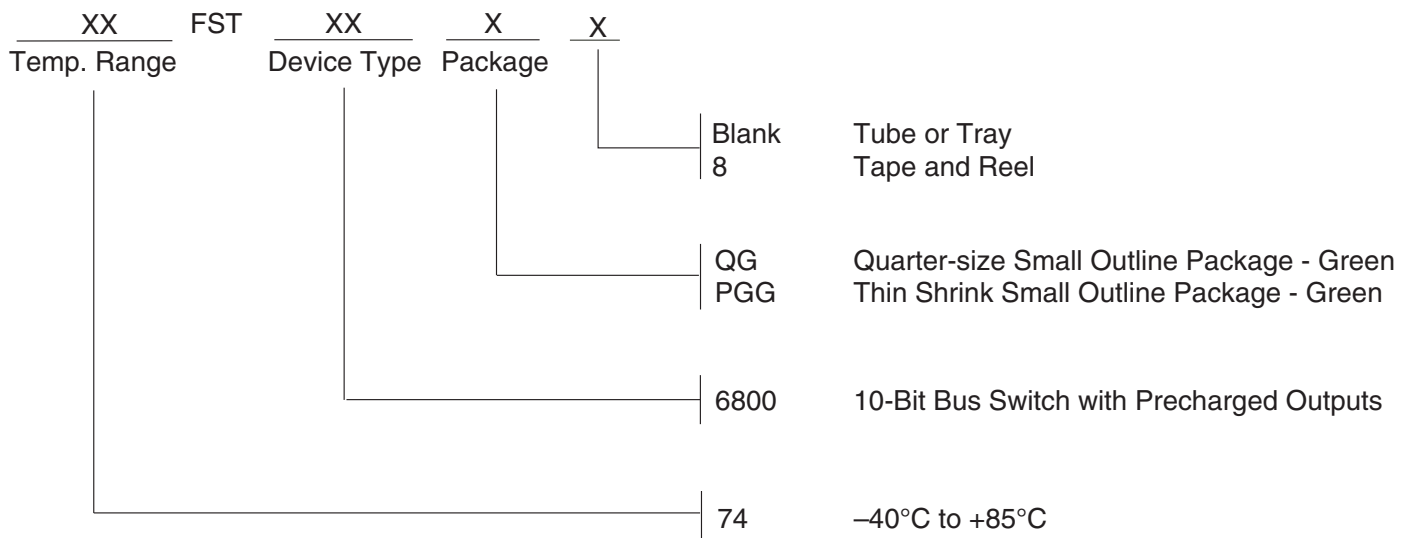 XX FST XX X X
Temp. Range Device Type Package
Blank Tube or Tray
8 Tape and Reel
QG Quarter-size Small Outline Package - Green
PGG Thin Shrink Small Outline Package - Green
6800 10-Bit Bus Switch with Precharged Outputs
74 –40°C to +85°C